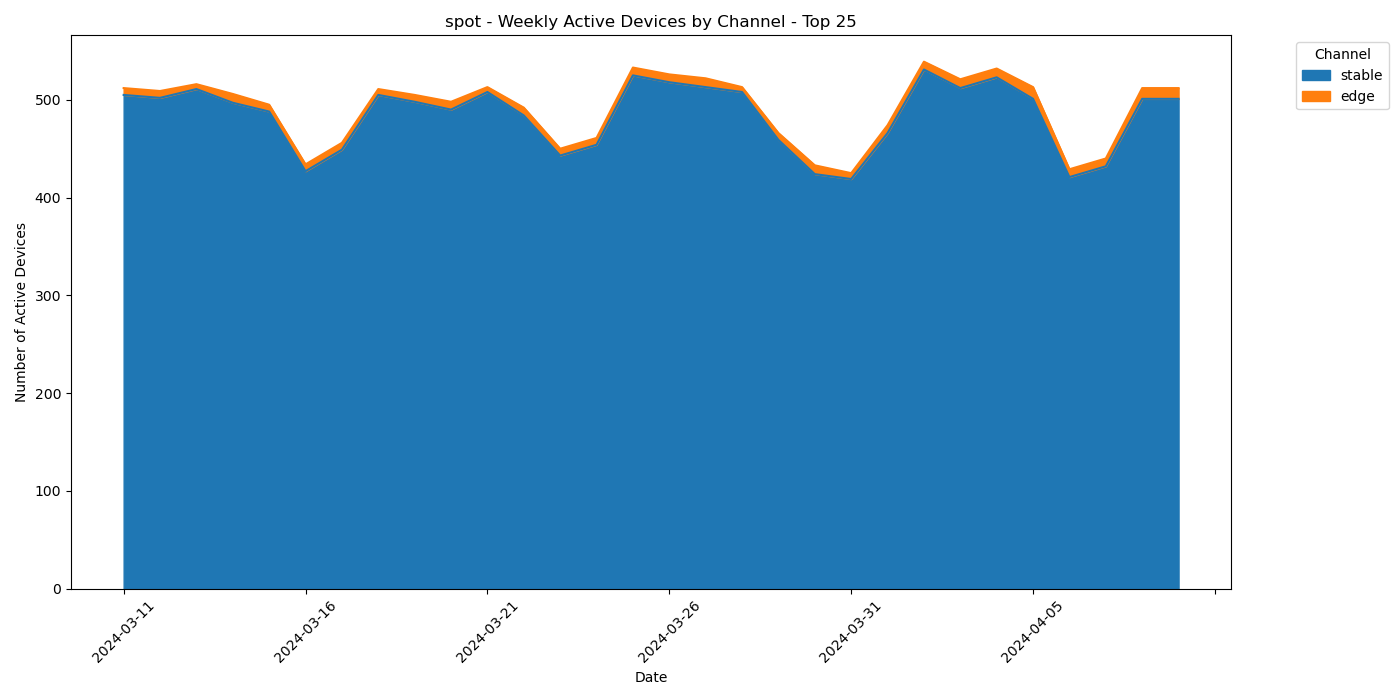 spot - Weekly Active Devices by Channel - Top 25
Channel
stable
edge
Number of Active Devices
500
400
300
200
100
0
2024-03-11
2024-03-16
2024-03-21
2024-03-26
2024-03-31
2024-04-05
Date